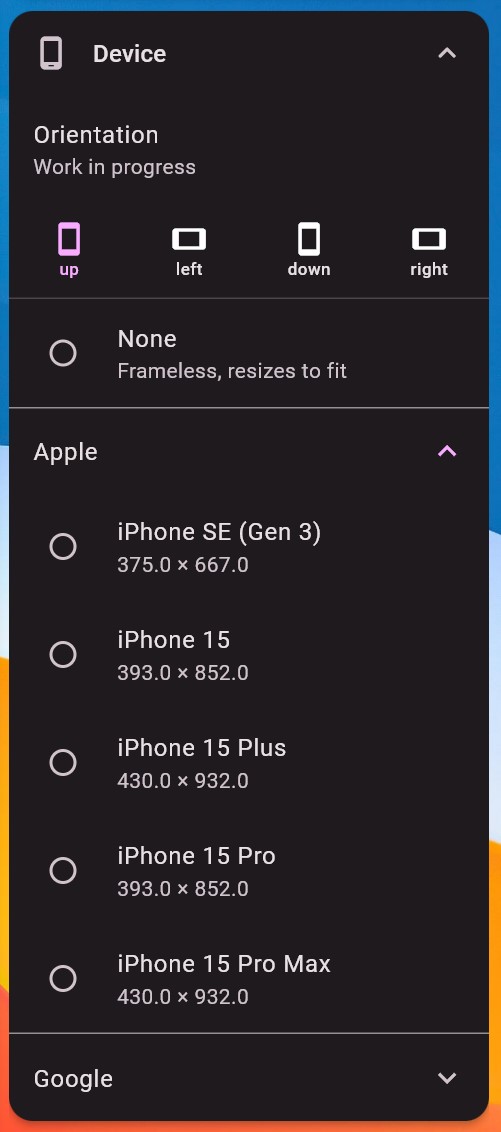 Device
Orientation
Work in progress
up
left
down
right
None
Frameless, resizes to fit
Apple
iPhone SE (Gen 3)
375.0 × 667.0
iPhone 15
393.0 × 852.0
iPhone 15 Plus
430.0 × 932.0
iPhone 15 Pro
393.0 × 852.0
iPhone 15 Pro Max
430.0 × 932.0
Google